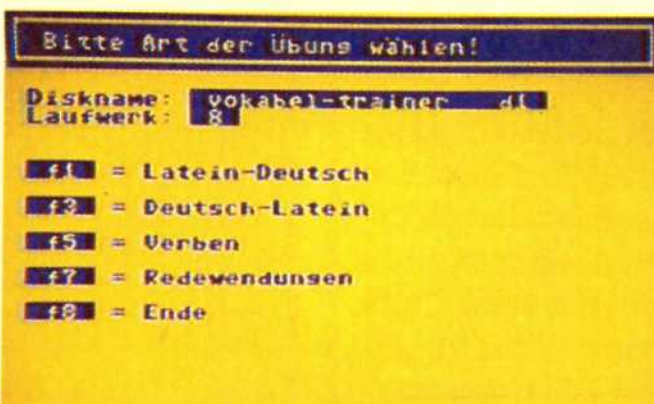 Bitte Art der Übung wählen!
Diskname: vokabel-trainer di
Laufwerk: 8
f1 = Latein-Deutsch
f3 = Deutsch-Latein
f5 = Verben
f7 = Redewendungen
f8 = Ende